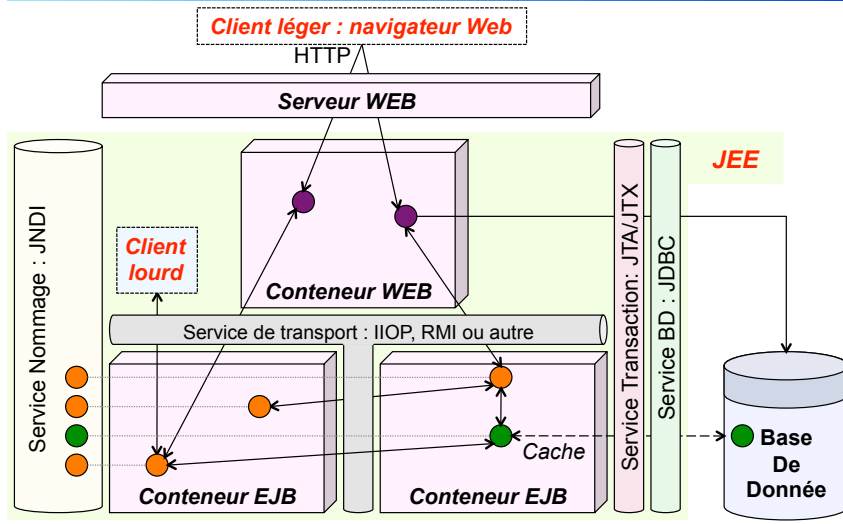 Client léger : navigateur Web
HTTP
Serveur WEB
JEE
Service Nommage : JNDI
Client
lourd
Conteneur WEB
Service de transport : IIOP, RMI ou autre
Service Transaction: JTA/JTX
Service BD : JDBC
Cache
Base
De
Donnée
Conteneur EJB
Conteneur EJB